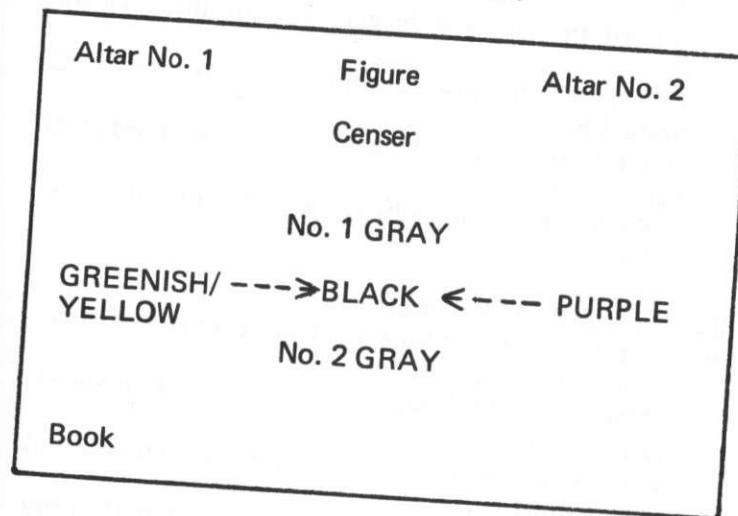 Altar No. 1 Figure Altar No. 2
Censer
No. 1 GRAY
GREENISH/ --->BLACK <--- PURPLE
YELLOW
No. 2 GRAY
Book